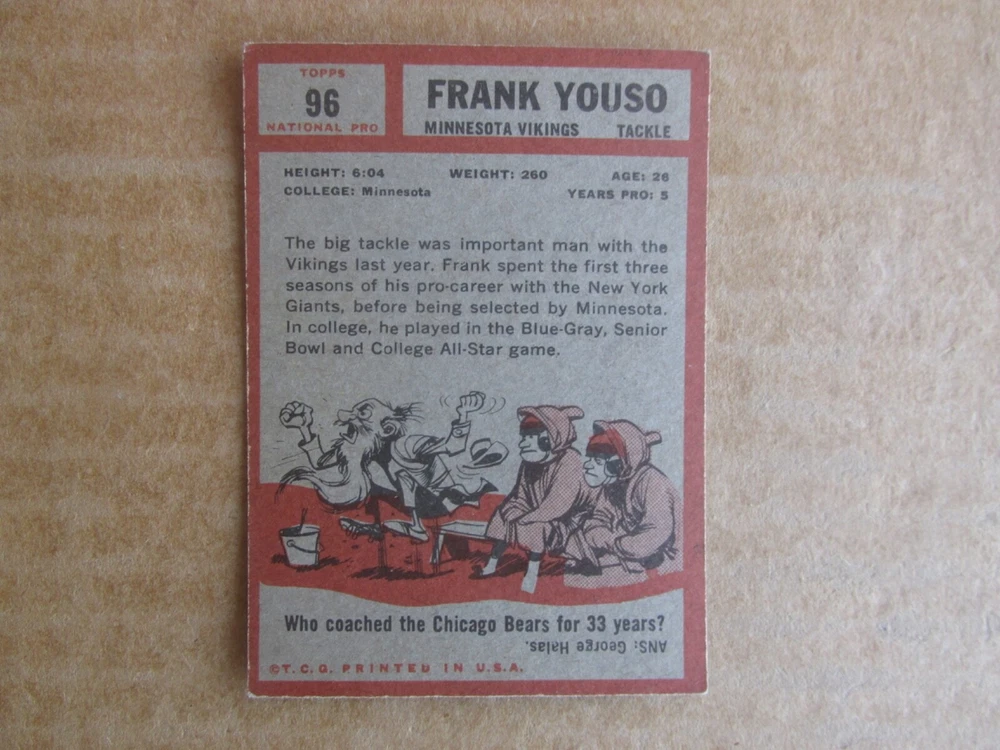 TOPPS
96
NATIONAL PRO
FRANK YOUSO
MINNESOTA VIKINGS TACKLE
HEIGHT: 6:04 WEIGHT: 260 AGE: 26
COLLEGE: Minnesota YEARS PRO: 5
The big tackle was important man with the
Vikings last year. Frank spent the first three
seasons of his pro-career with the New York
Giants, before being selected by Minnesota.
In college, he played in the Blue-Gray, Senior
Bowl and College All-Star game.
Who coached the Chicago Bears for 33 years?
ANS: George Halas.
©T.C.G. PRINTED IN U.S.A.